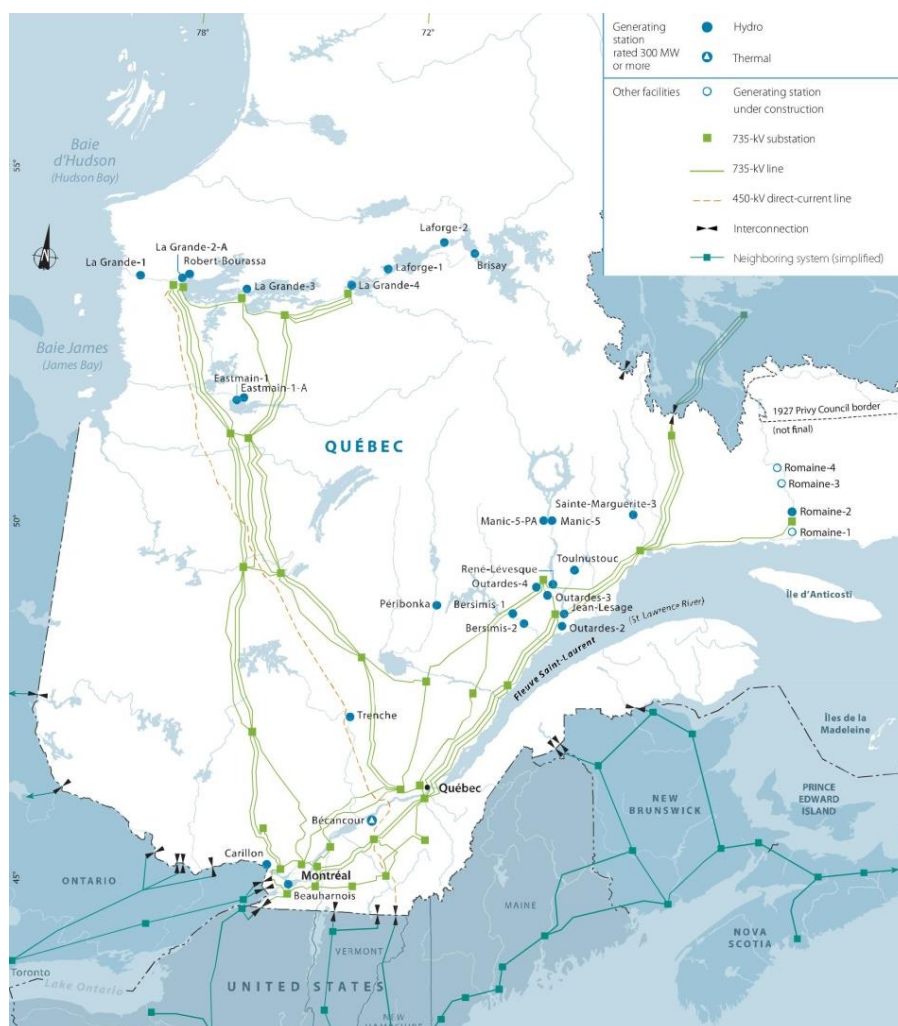 78°
72°
Generating
station
rated 300 MW
or more
Hydro
Thermal
Other facilities
Generating station
under construction
735-kV substation
735-kV line
450-kV direct-current line
Interconnection
Neighboring system (simplified)
55°
Baie
d'Hudson
(Hudson Bay)
N
Laforge-2
La Grande-2-A
Robert-Bourassa
La Grande-1
Laforge-1
Brisay
La Grande-3
La Grande-4
Baie James
(James Bay)
Eastmain-1
Eastmain-1-A
1927 Privy Council border
(not final)
QUÉBEC
Romaine-4
Romaine-3
50°
Sainte-Marguerite-3
Manic-5-PA
Manic-5
Romaine-2
Romaine-1
Toulnustouc
René-Lévesque
Outardes-4
Péribonka
Outardes-3
Bersimis-1
Jean-Lesage
Île d'Anticosti
Bersimis-2
Outardes-2
(St Lawrence River)
Fleuve Saint-Laurent
Trenche
Îles de la
Madeleine
Québec
NEW
BRUNSWICK
PRINCE
EDWARD
ISLAND
Bécancour
45°
Carillon
Montréal
ONTARIO
Beauharnois
MAINE
NOVA
SCOTIA
VERMONT
Toronto
Lake Ontario
UNITED STATES
NEW
HAMPSHIRE